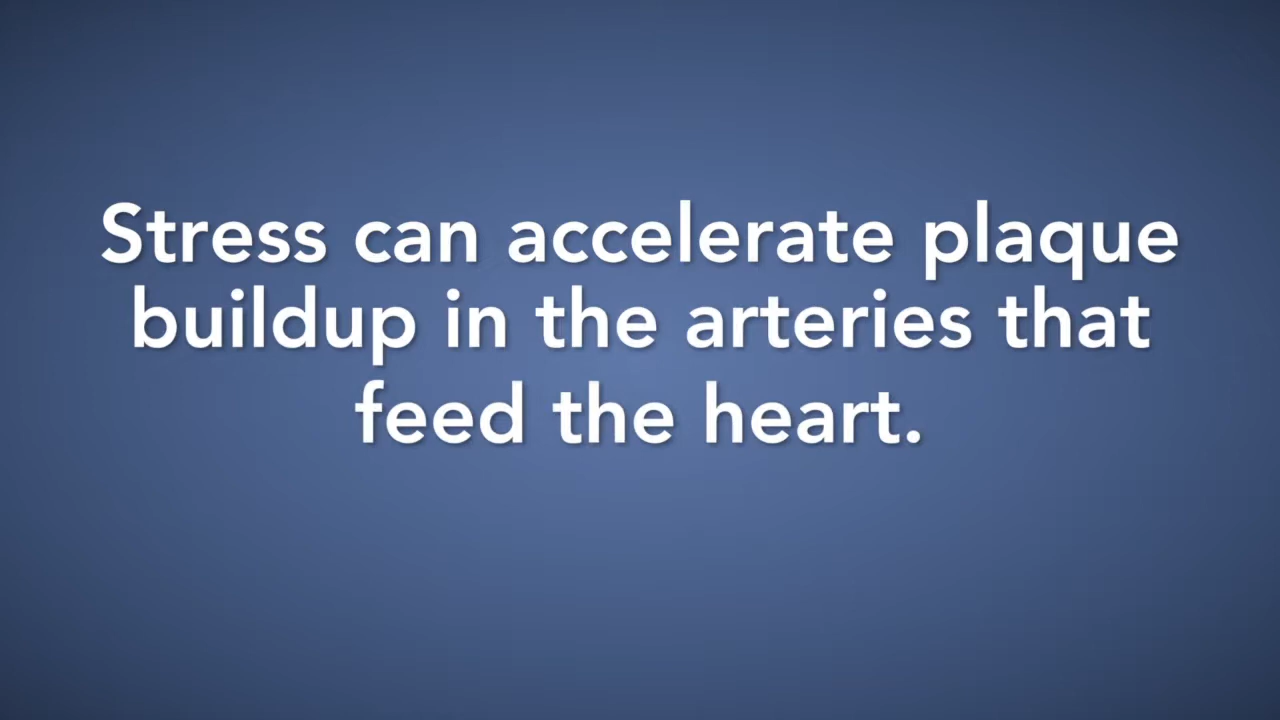 Stress can accelerate plaque
buildup in the arteries that
feed the heart.